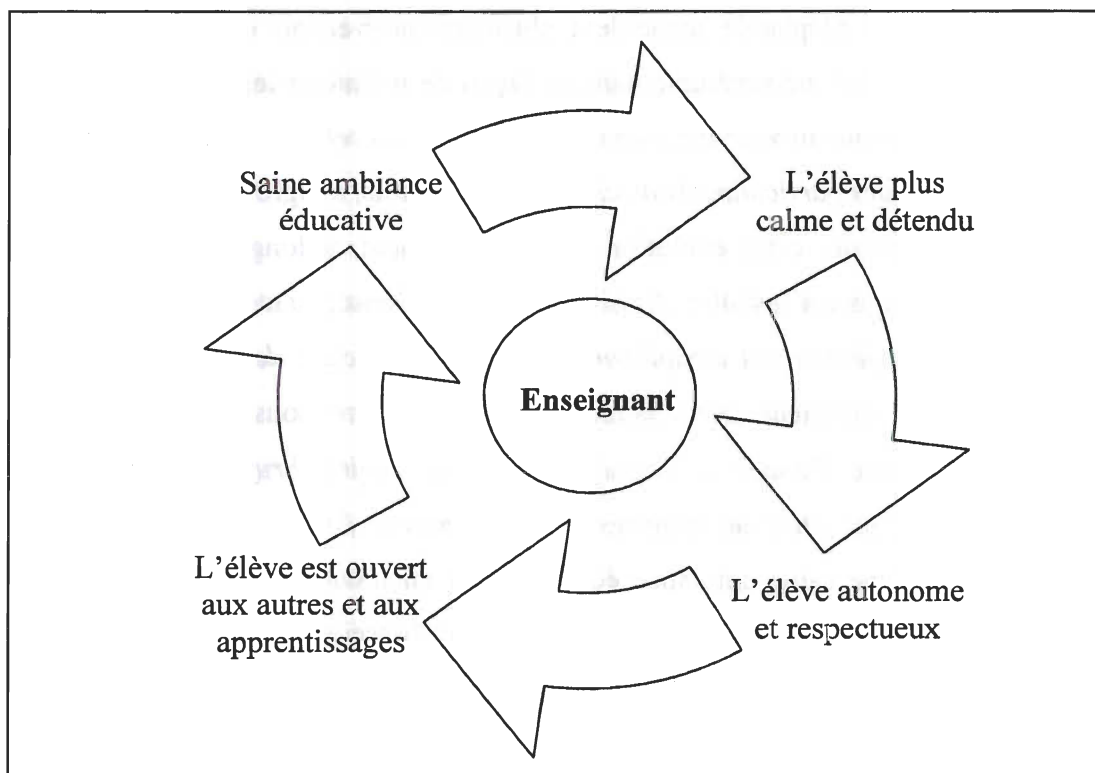 Saine ambiance
éducative
L'élève plus
calme et détendu
Enseignant
L'élève est ouvert
aux autres et aux
apprentissages
L'élève autonome
et respectueux